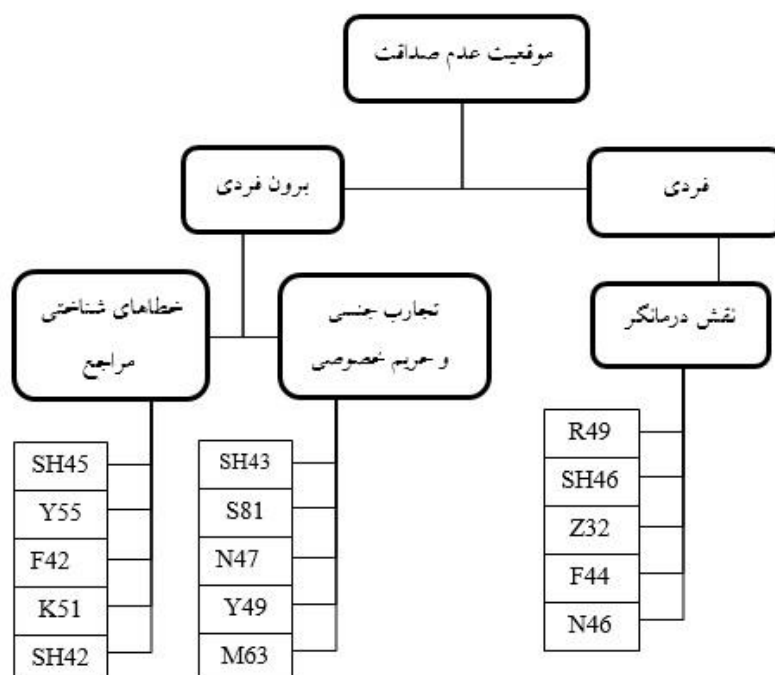 موقعیت عدم صداقت
فردی
برون فردی
نقش درمانگر
تجارب جنسی
و حریم خصوصی
خطاهای شناختی
مراجع
R49
SH46
Z32
F44
N46
SH43
S81
N47
Y49
M63
SH45
Y55
F42
K51
SH42